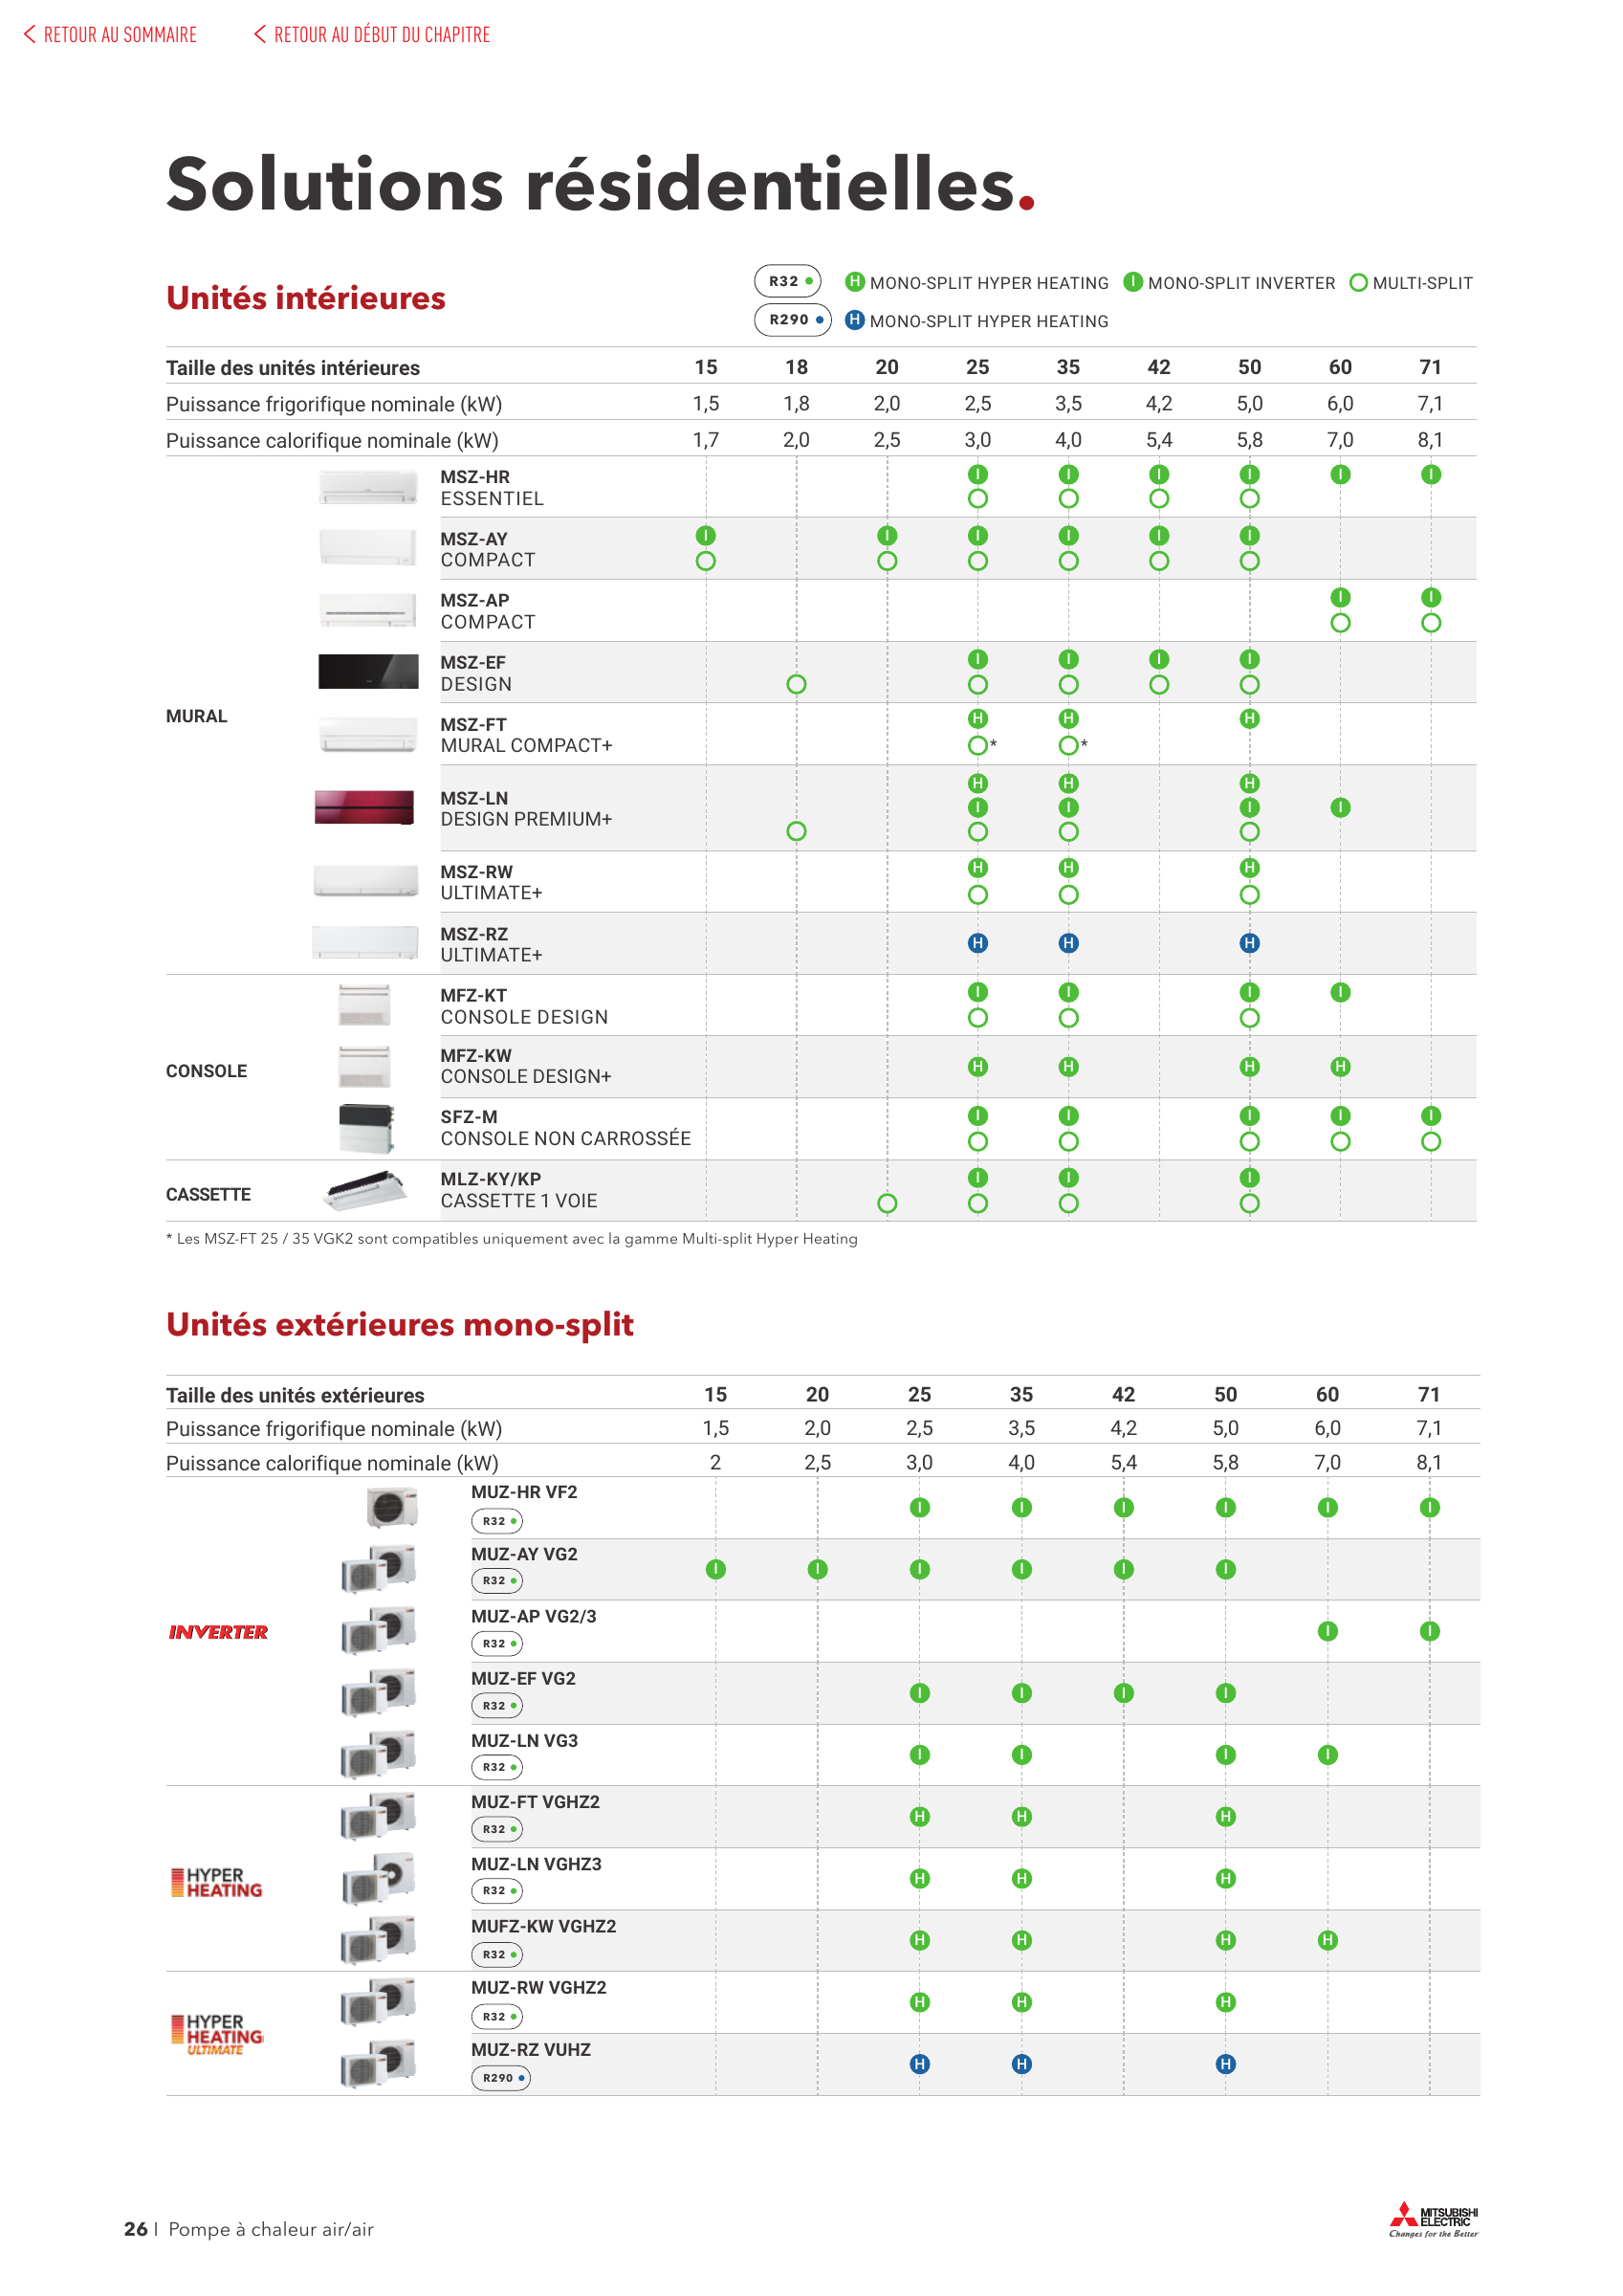 < RETOUR AU SOMMAIRE < RETOUR AU DÉBUT DU CHAPITRE
Solutions résidentielles.
Unités intérieures
R32 H MONO-SPLIT HYPER HEATING I MONO-SPLIT INVERTER MULTI-SPLIT
R290 H MONO-SPLIT HYPER HEATING
Taille des unités intérieures 15 18 20 25 35 42 50 60 71
Puissance frigorifique nominale (kW) 1,5 1,8 2,0 2,5 3,5 4,2 5,0 6,0 7,1
Puissance calorifique nominale (kW) 1,7 2,0 2,5 3,0 4,0 5,4 5,8 7,0 8,1
MURAL
MSZ-HR I I I I I I
ESSENTIEL
MSZ-AY I I I I I I
COMPACT
MSZ-AP I I
COMPACT
MSZ-EF I I I I
DESIGN
MSZ-FT H H H
MURAL COMPACT+ * *
MSZ-LN H H H
I I I I
DESIGN PREMIUM+
MSZ-RW H H H
ULTIMATE+
MSZ-RZ H H H
ULTIMATE+
CONSOLE
MFZ-KT I I I I
CONSOLE DESIGN
MFZ-KW H H H H
CONSOLE DESIGN+
SFZ-M I I I I I
CONSOLE NON CARROSSÉE
CASSETTE
MLZ-KY/KP I I I
CASSETTE 1 VOIE
* Les MSZ-FT 25 / 35 VGK2 sont compatibles uniquement avec la gamme Multi-split Hyper Heating
Unités extérieures mono-split
Taille des unités extérieures 15 20 25 35 42 50 60 71
Puissance frigorifique nominale (kW) 1,5 2,0 2,5 3,5 4,2 5,0 6,0 7,1
Puissance calorifique nominale (kW) 2 2,5 3,0 4,0 5,4 5,8 7,0 8,1
INVERTER
MUZ-HR VF2 I I I I I I
R32
MUZ-AY VG2 I I I I I I
R32
MUZ-AP VG2/3 I I
R32
MUZ-EF VG2 I I I I
R32
MUZ-LN VG3 I I I I
R32
HYPER
HEATING
MUZ-FT VGHZ2 H H H
R32
MUZ-LN VGHZ3 H H H
R32
MUFZ-KW VGHZ2 H H H H
R32
HYPER
HEATING
ULTIMATE
MUZ-RW VGHZ2 H H H
R32
MUZ-RZ VUHZ H H H
R290
26 I Pompe à chaleur air/air
MITSUBISHI
ELECTRIC
Changes for the Better